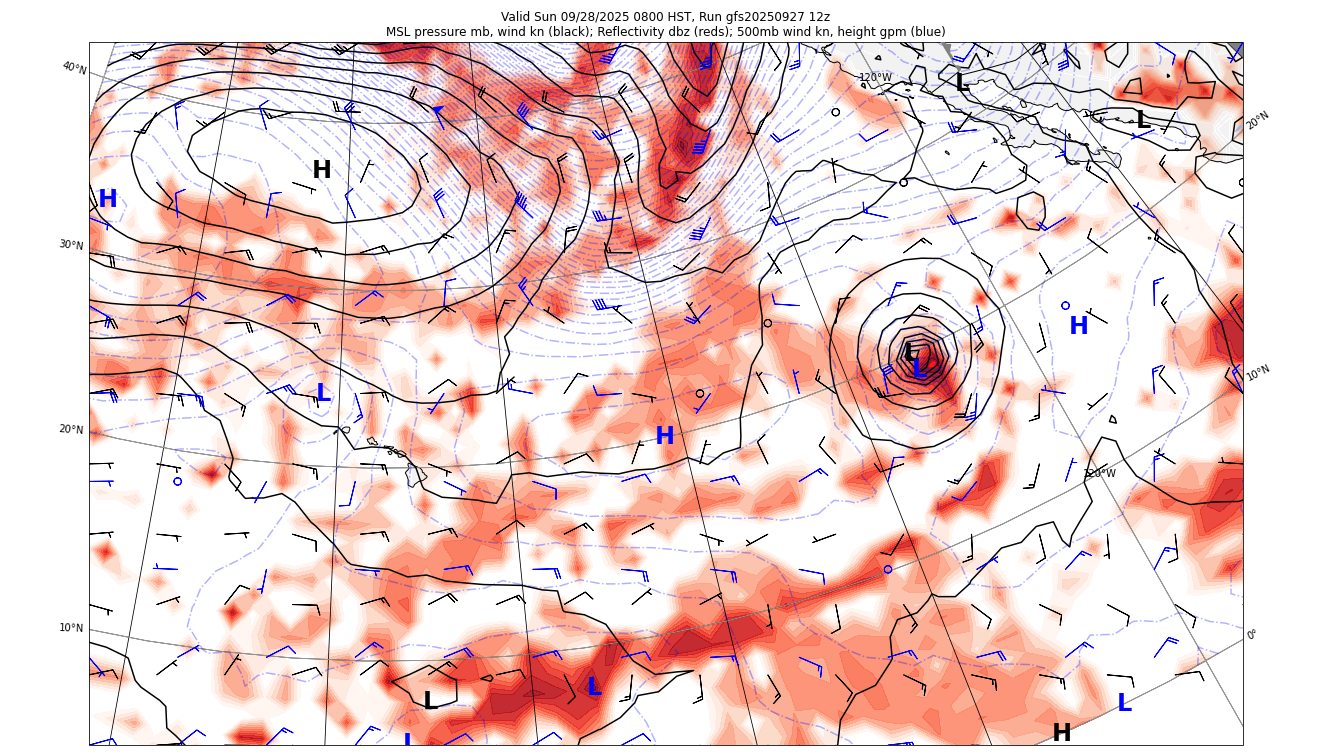 Valid Sun 09/28/2025 0800 HST, Run gfs20250927 12z
MSL pressure mb, wind kn (black); Reflectivity dbz (reds); 500mb wind kn, height gpm (blue)
40°N
120°W
L
L
20°N
H
H
30°N
L
L
H
10°N
L
20°N
H
120°W
10°N
0°
L
L
L
H
L